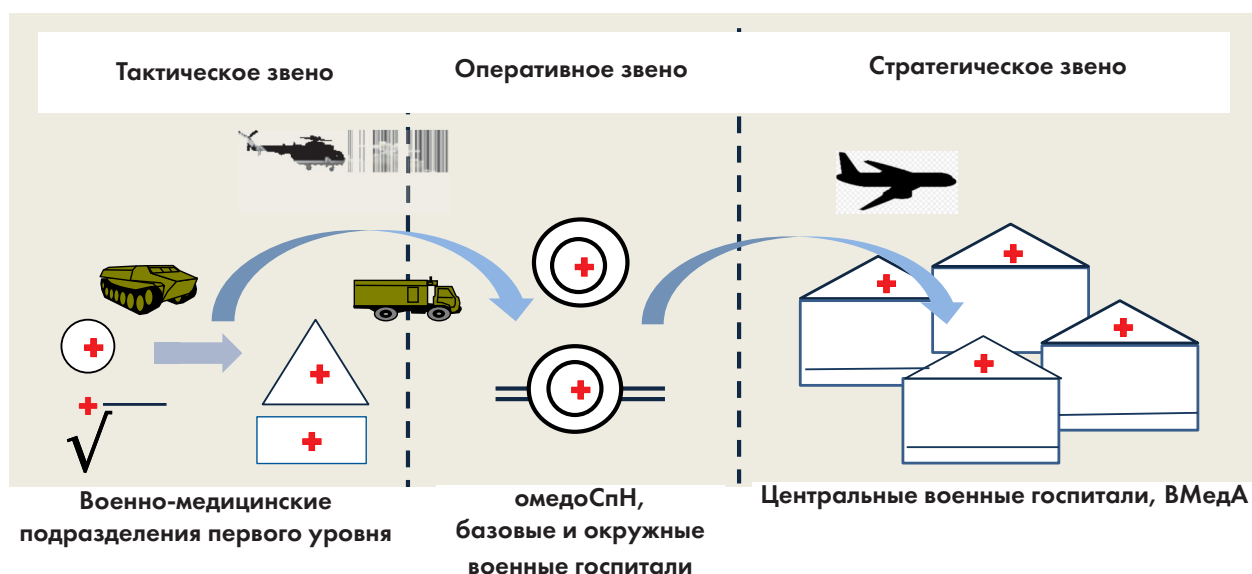 Тактическое звено
Оперативное звено
Стратегическое звено
Военно-медицинские
подразделения первого уровня
омедоСпН,
базовые и окружные
военные госпитали
Центральные военные госпитали, ВМедА